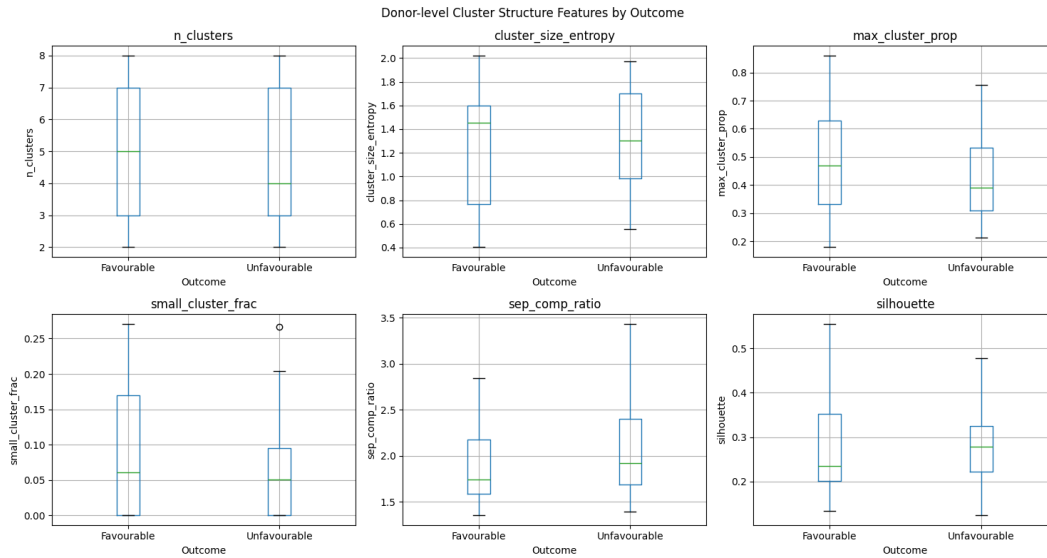 Donor-level Cluster Structure Features by Outcome
n_clusters
n_clusters
8
7
6
5
4
3
2
Favourable Unfavourable
Outcome
cluster_size_entropy
cluster_size_entropy
2.0
1.8
1.6
1.4
1.2
1.0
0.8
0.6
0.4
Favourable Unfavourable
Outcome
max_cluster_prop
max_cluster_prop
0.8
0.7
0.6
0.5
0.4
0.3
0.2
Favourable Unfavourable
Outcome
small_cluster_frac
small_cluster_frac
0.25
0.20
0.15
0.10
0.05
0.00
Favourable Unfavourable
Outcome
sep_comp_ratio
sep_comp_ratio
3.5
3.0
2.5
2.0
1.5
Favourable Unfavourable
Outcome
silhouette
silhouette
0.5
0.4
0.3
0.2
Favourable Unfavourable
Outcome